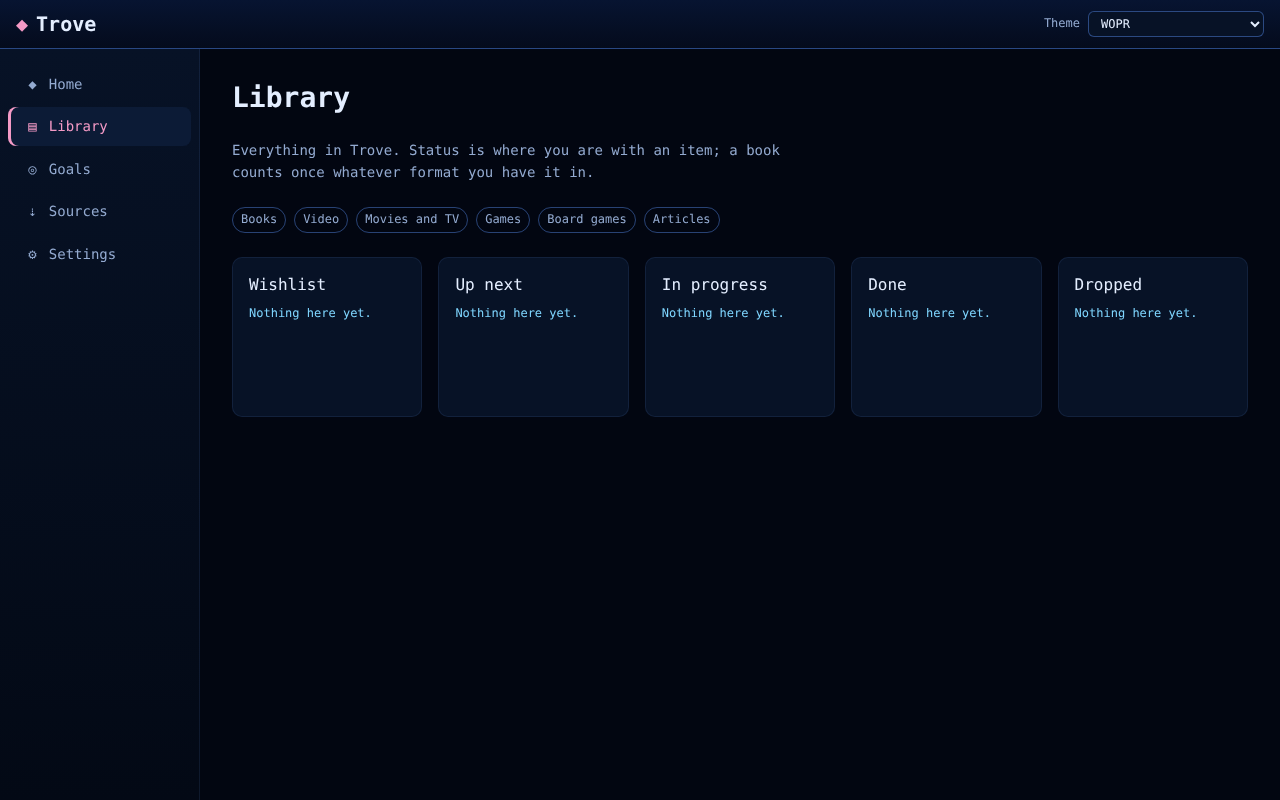 Trove
Theme
WOPR
Home
Library
Goals
Sources
Settings
Library
Everything in Trove. Status is where you are with an item; a book
counts once whatever format you have it in.
Books
Video
Movies and TV
Games
Board games
Articles
Wishlist
Nothing here yet.
Up next
Nothing here yet.
In progress
Nothing here yet.
Done
Nothing here yet.
Dropped
Nothing here yet.